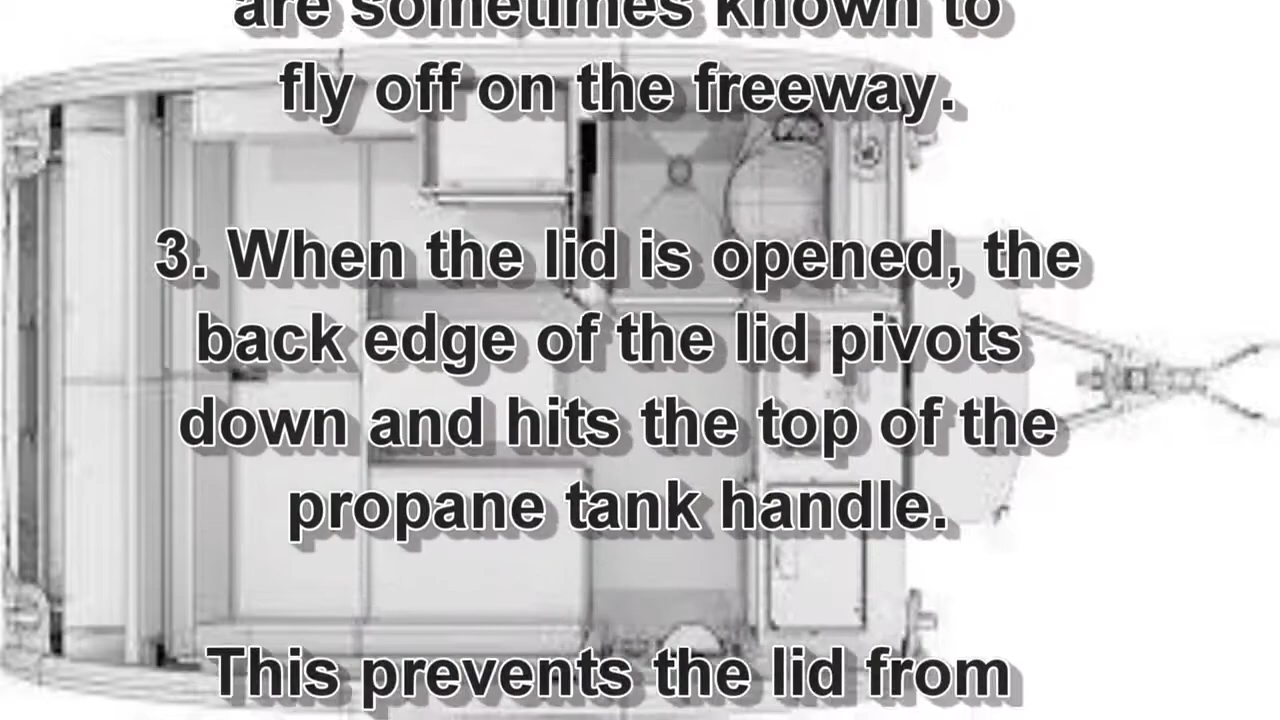 are sometimes known to
fly off on the freeway.
3. When the lid is opened, the
back edge of the lid pivots
down and hits the top of the
propane tank handle.
This prevents the lid from